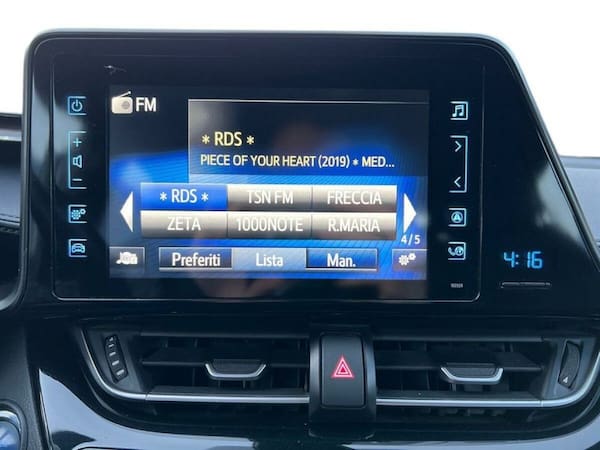 FM
* RDS *
PIECE OF YOUR HEART (2019) * MED...
* RDS * TSN FM FRECCIA
ZETA 1000NOTE R.MARIA
4/5
Preferiti Lista Man.
4:16